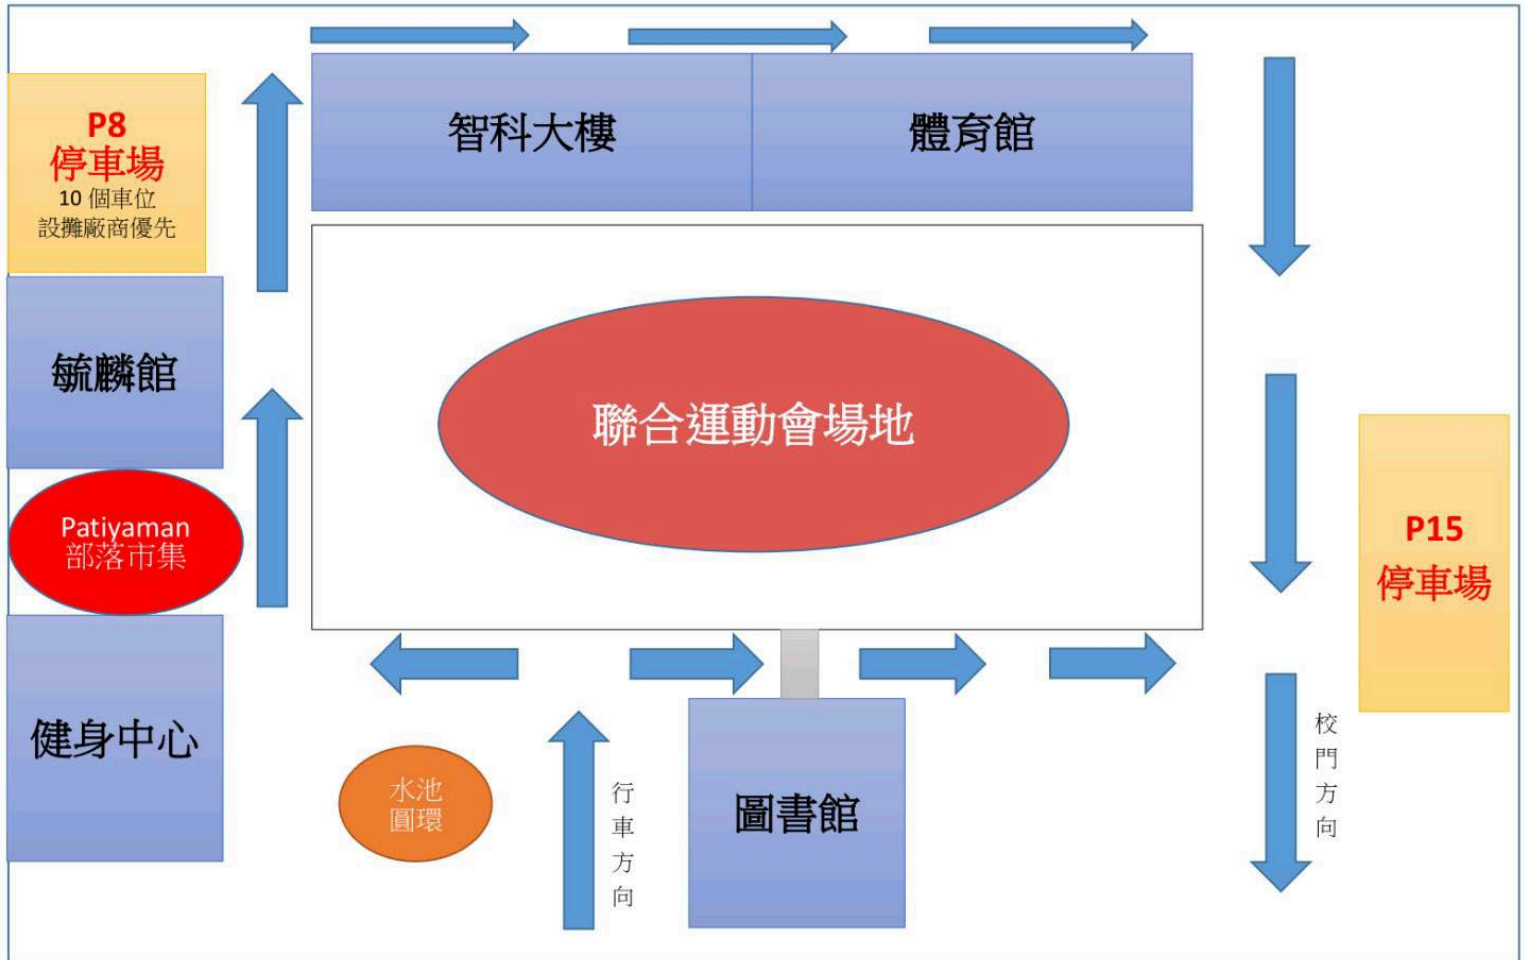 智科大樓
體育館
P8
停車場
10 個車位
設攤廠商優先
毓麟館
聯合運動會場地
Patiyaman
部落市集
P15
停車場
健身中心
水池
圓環
行車方向
圖書館
校門方向